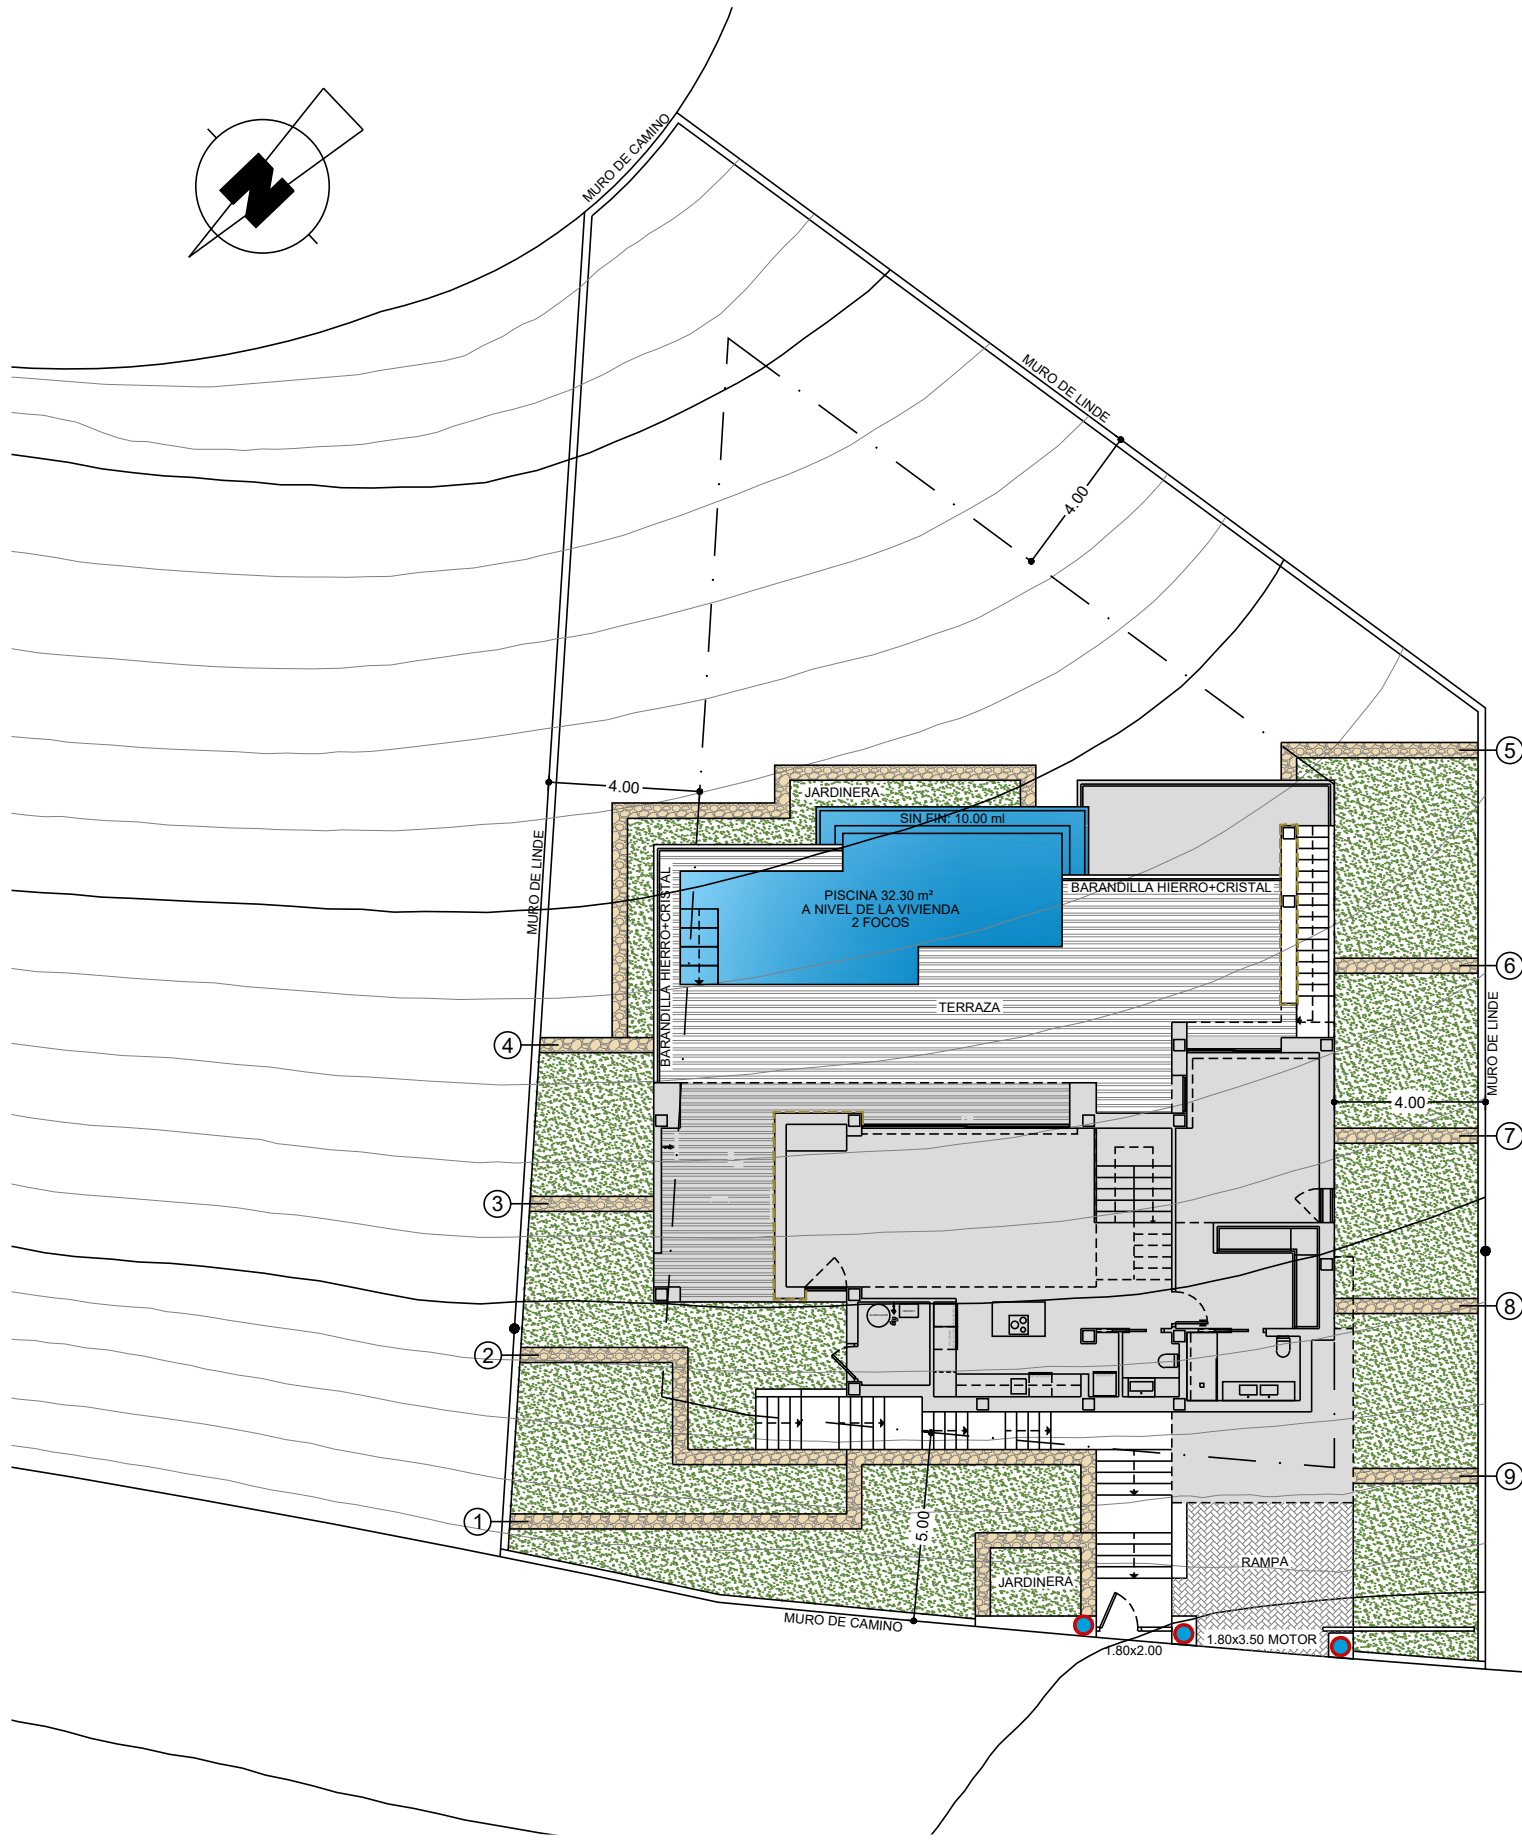 N
MURO DE CAMINO
MURO DE LINDE
4.00
4.00
JARDINERA
SIN FIN: 10.00 ml
PISCINA 32.30 m²
A NIVEL DE LA VIVIENDA
2 FOCOS
BARANDILLA HIERRO+CRISTAL
BARANDILLA HIERRO+CRISTAL
TERRAZA
MURO DE LINDE
MURO DE LINDE
4.00
5
6
7
8
9
4
3
2
1
5.00
JARDINERA
RAMPA
MURO DE CAMINO
1.80x3.50 MOTOR
1.80x2.00